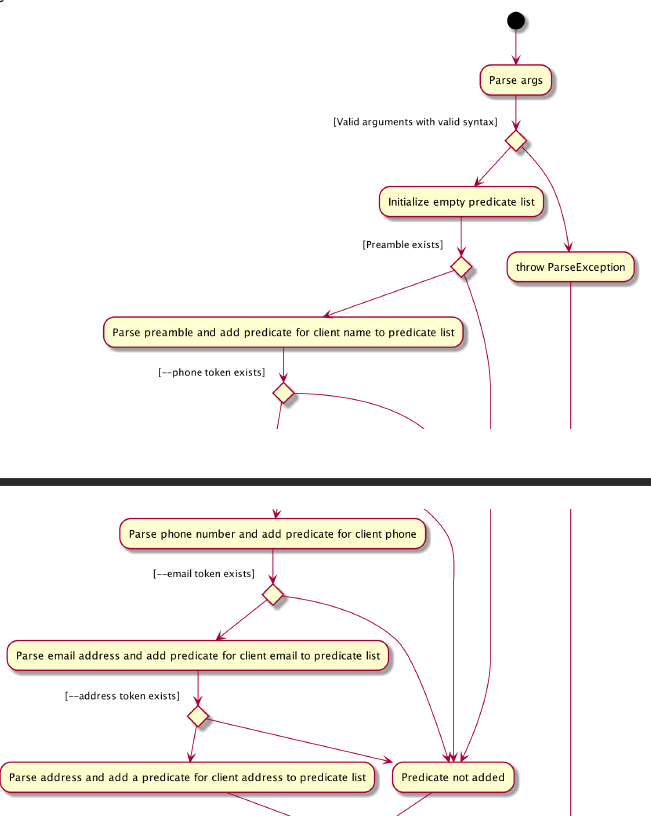 Parse args
[Valid arguments with valid syntax]
Initialize empty predicate list
[Preamble exists]
throw ParseException
Parse preamble and add predicate for client name to predicate list
[--phone token exists]
Parse phone number and add predicate for client phone
[--email token exists]
Parse email address and add predicate for client email to predicate list
[--address token exists]
Parse address and add a predicate for client address to predicate list
Predicate not added